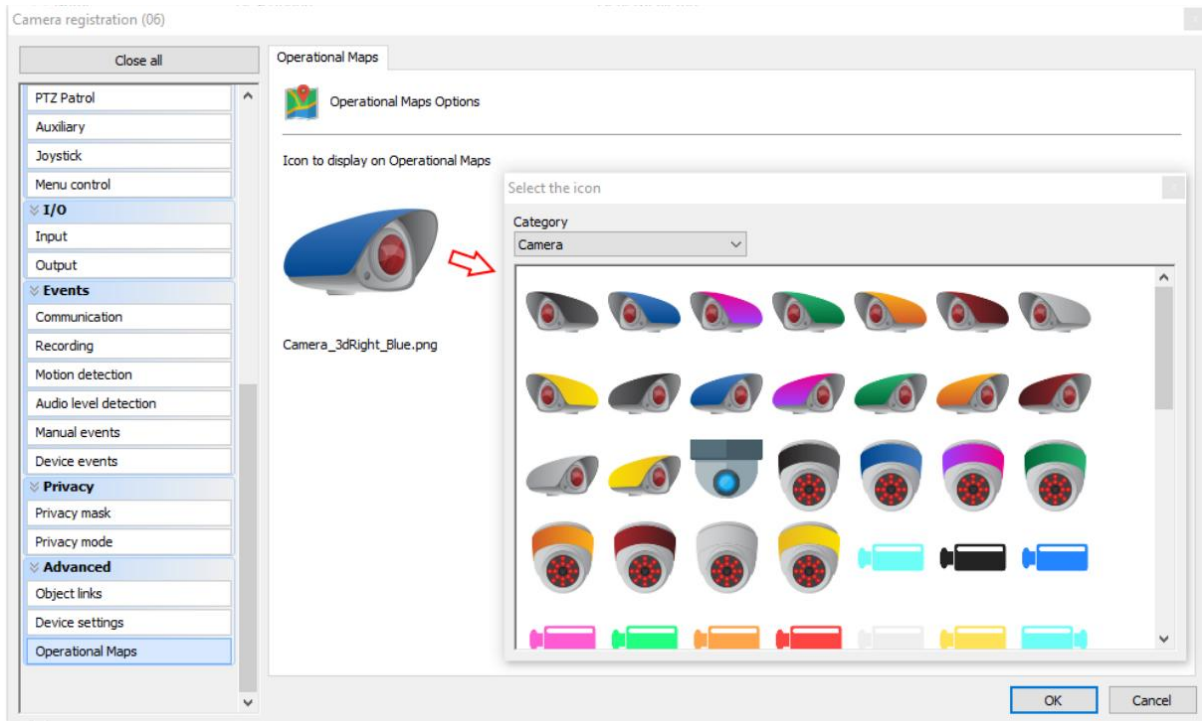 Camera registration (06)
Close all
PTZ Patrol
Auxiliary
Joystick
Menu control
I/O
Input
Output
Events
Communication
Recording
Motion detection
Audio level detection
Manual events
Device events
Privacy
Privacy mask
Privacy mode
Advanced
Object links
Device settings
Operational Maps
Operational Maps
Operational Maps Options
Icon to display on Operational Maps
Camera_3dRight_Blue.png
Select the icon
Category
Camera
OK
Cancel